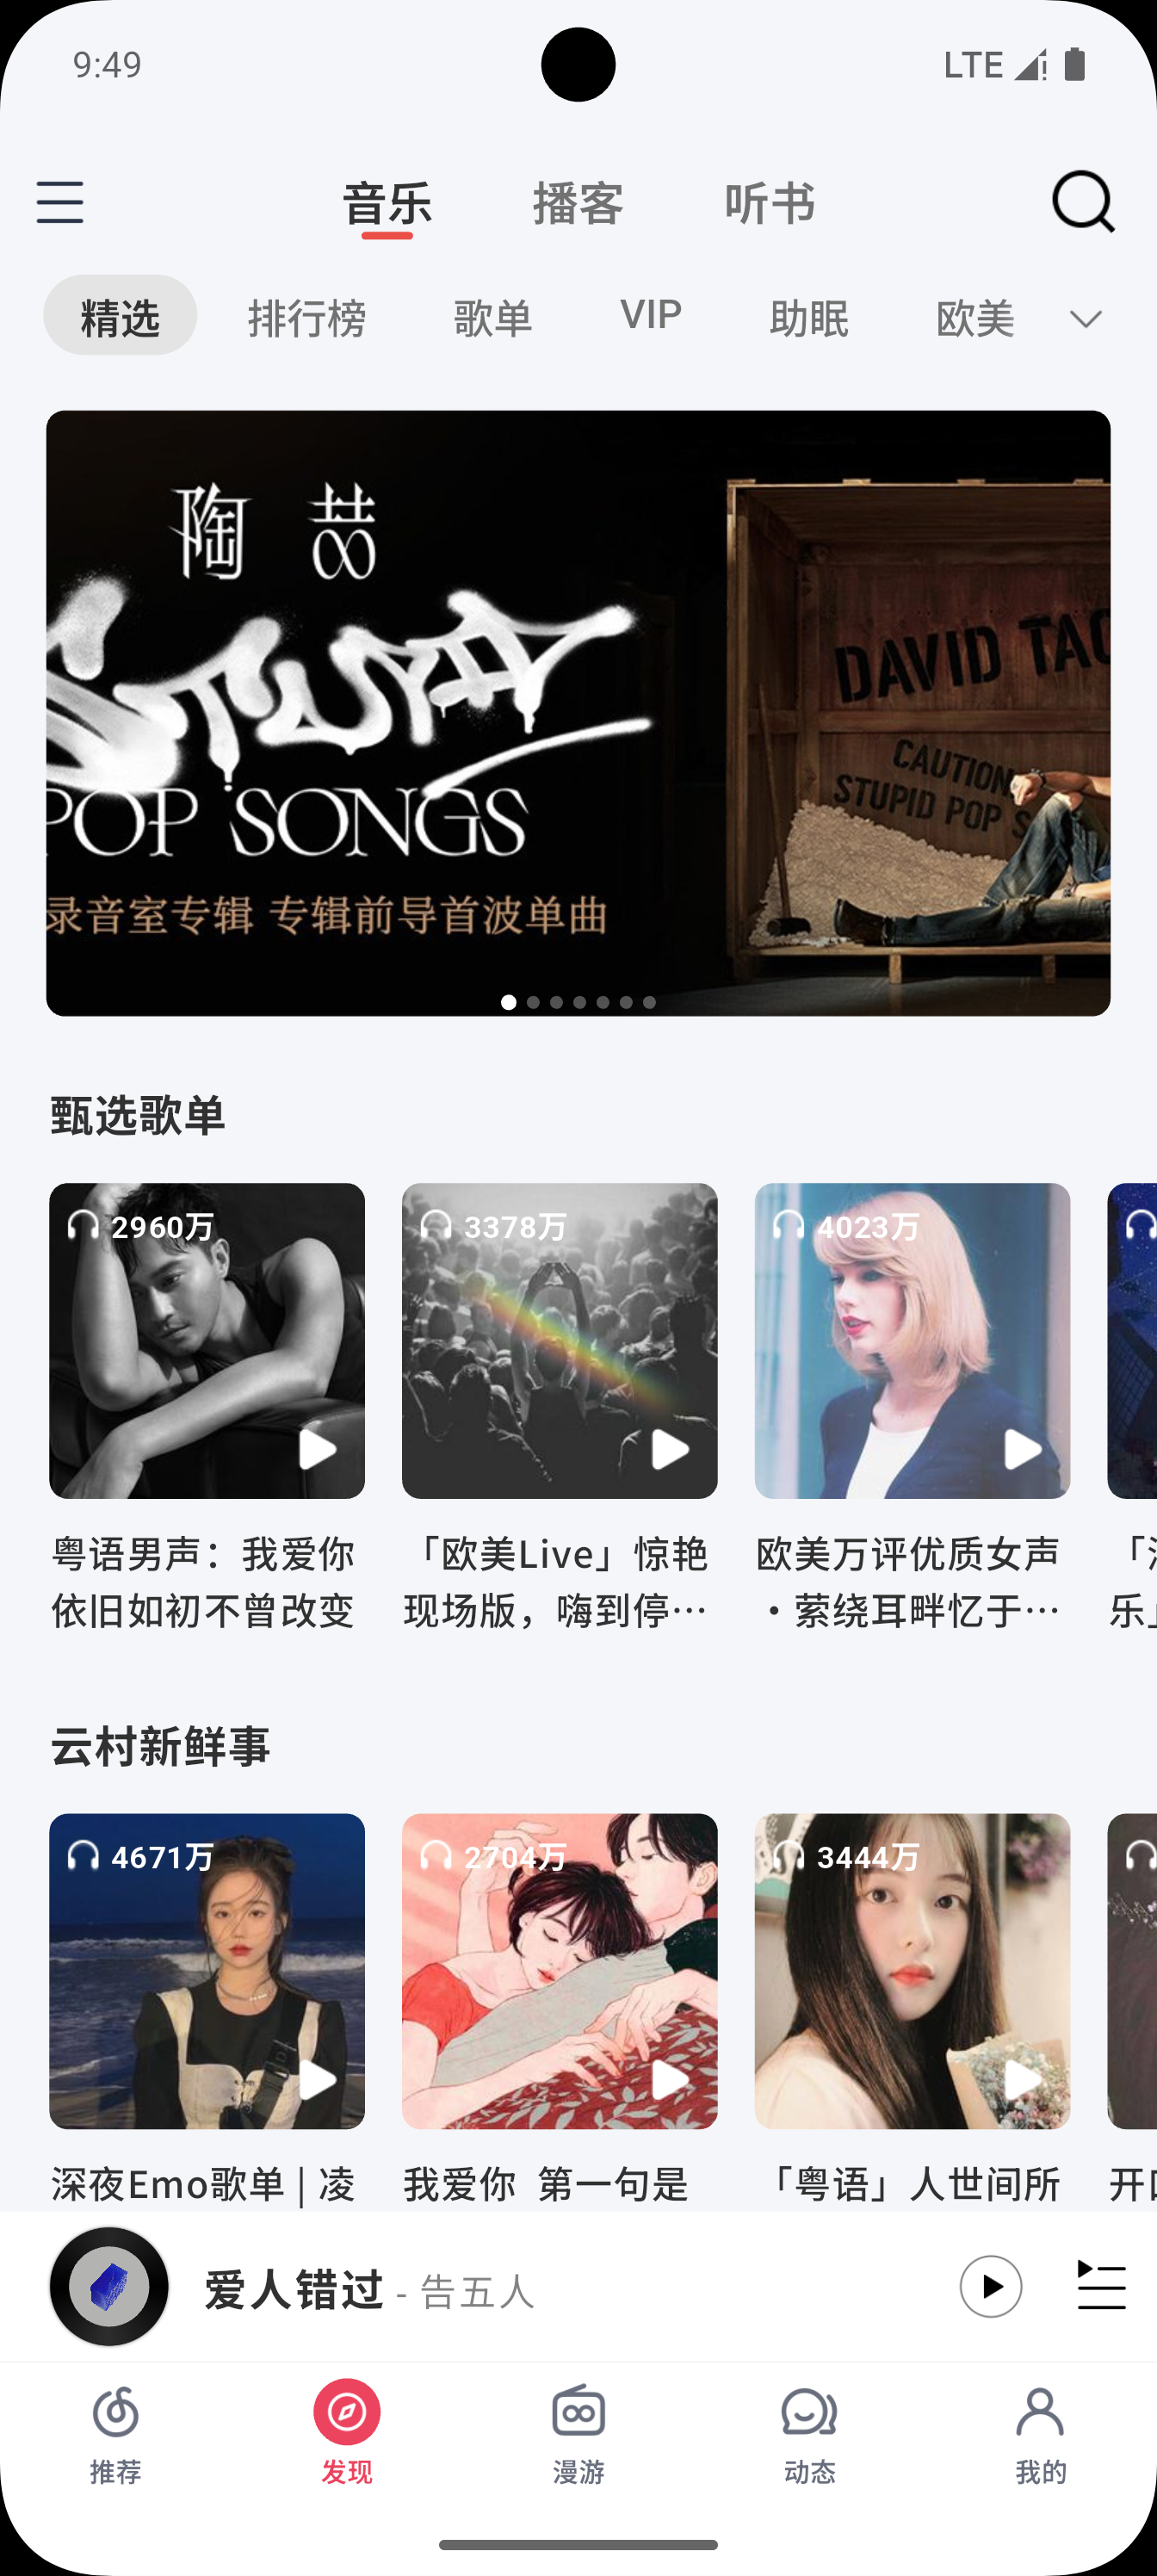 9:49
LTE
音乐 播客 听书
精选 排行榜 歌单 VIP 助眠 欧美
陶喆
STUPID
POP SONGS
录音室专辑 专辑前导首波单曲
DAVID TAO
CAUTION
STUPID POP S
甄选歌单
2960万 3378万 4023万
粤语男声：我爱你
依旧如初不曾改变
「欧美Live」惊艳
现场版，嗨到停…
欧美万评优质女声
·萦绕耳畔忆于…
乐」
云村新鲜事
4671万 2704万 3444万
深夜Emo歌单 | 凌
我爱你 第一句是
「粤语」人世间所
开口
爱人错过 - 告五人
推荐 发现 漫游 动态 我的